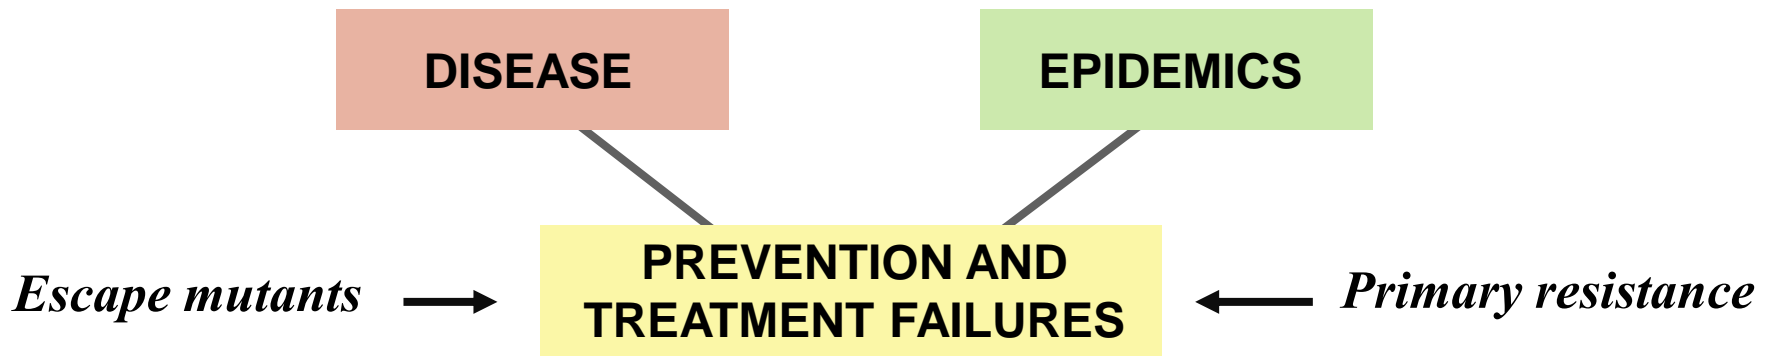 DISEASE
EPIDEMICS
PREVENTION AND
TREATMENT FAILURES
Escape mutants
Primary resistance